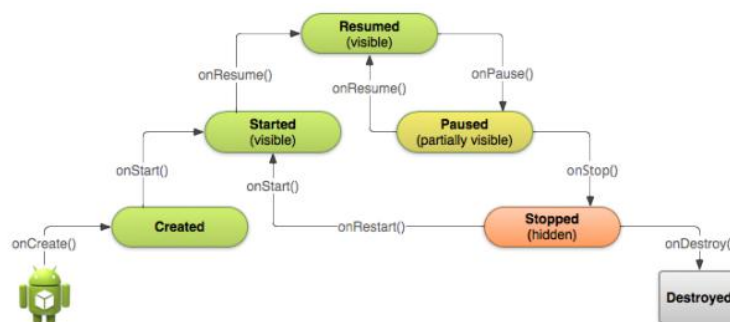 Resumed
(visible)
onResume()
onResume()
onPause()
Started
(visible)
Paused
(partially visible)
onStart()
onStart()
onStop()
Created
onRestart()
Stopped
(hidden)
onCreate()
onDestroy()
Destroyed